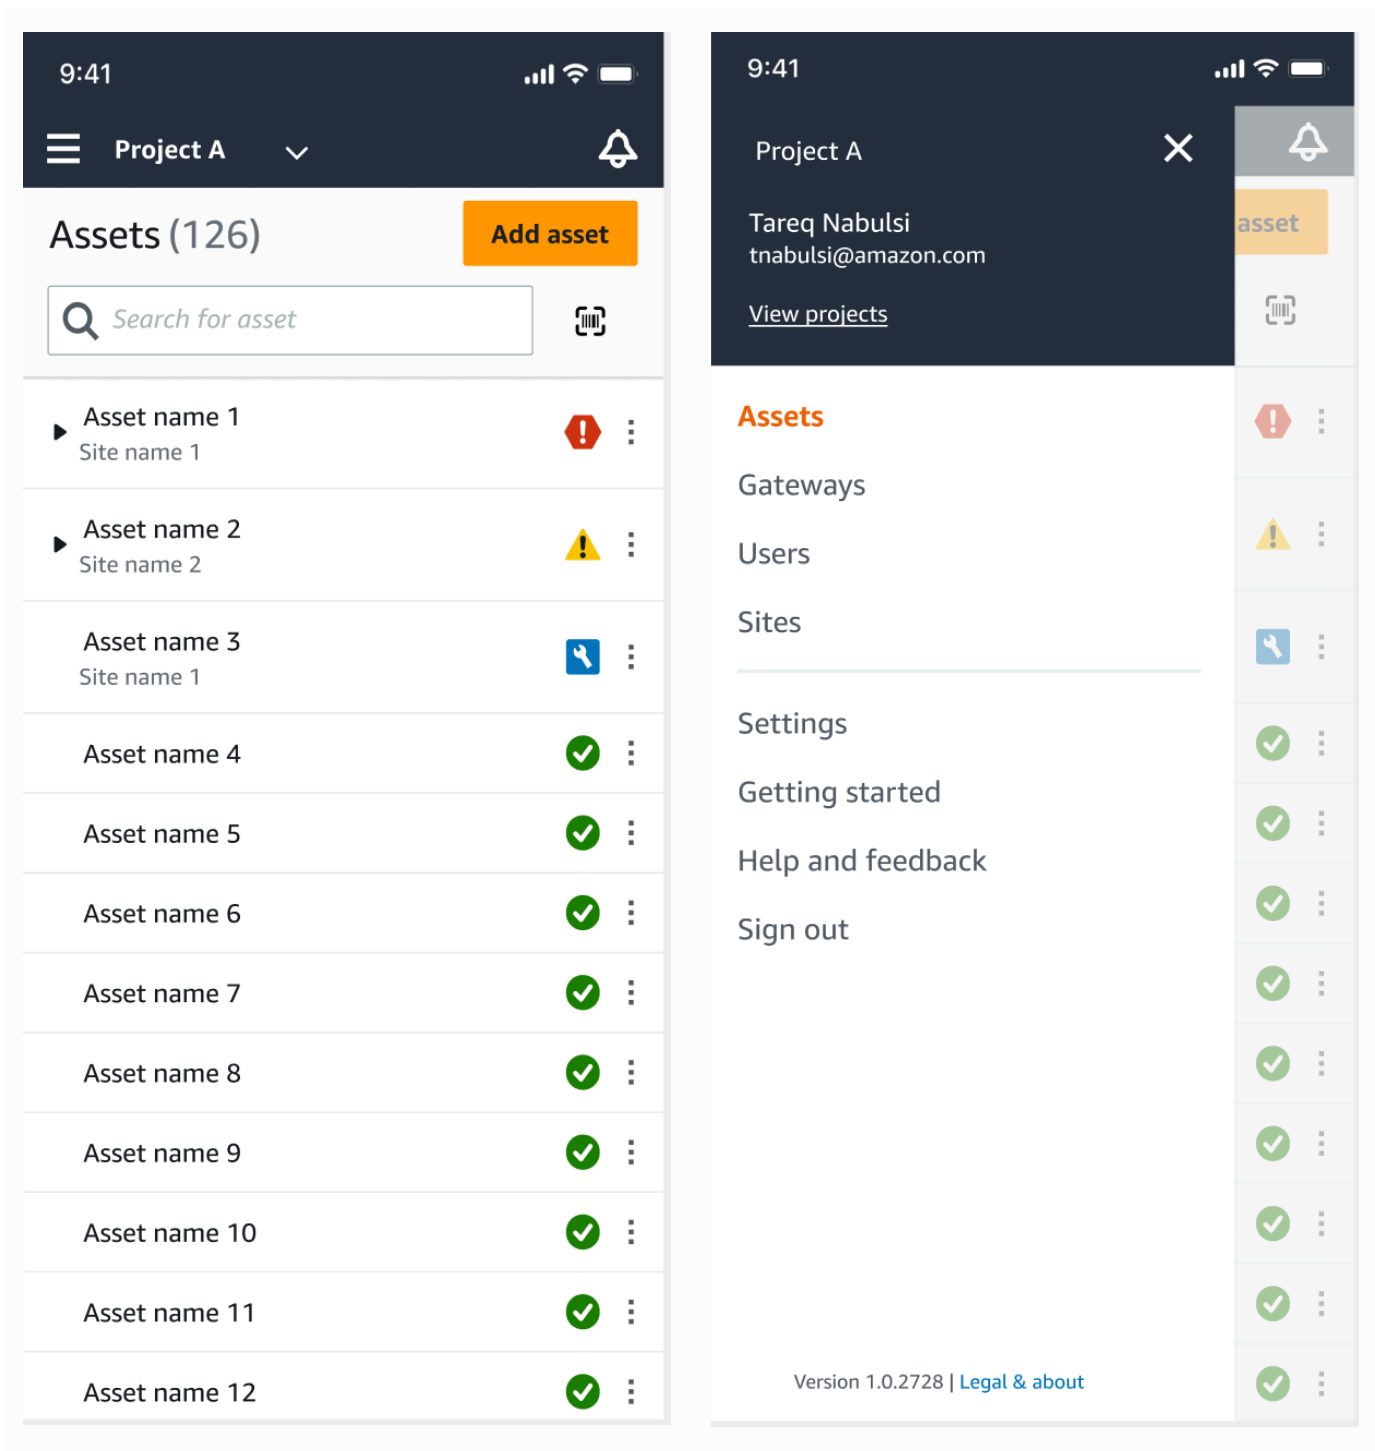 9:41
Project A
Assets (126)
Add asset
Search for asset
Asset name 1
Site name 1
Asset name 2
Site name 2
Asset name 3
Site name 1
Asset name 4
Asset name 5
Asset name 6
Asset name 7
Asset name 8
Asset name 9
Asset name 10
Asset name 11
Asset name 12
9:41
Project A
Tareq Nabulsi
tnabulsi@amazon.com
View projects
asset
Assets
Gateways
Users
Sites
Settings
Getting started
Help and feedback
Sign out
Version 1.0.2728 | Legal & about